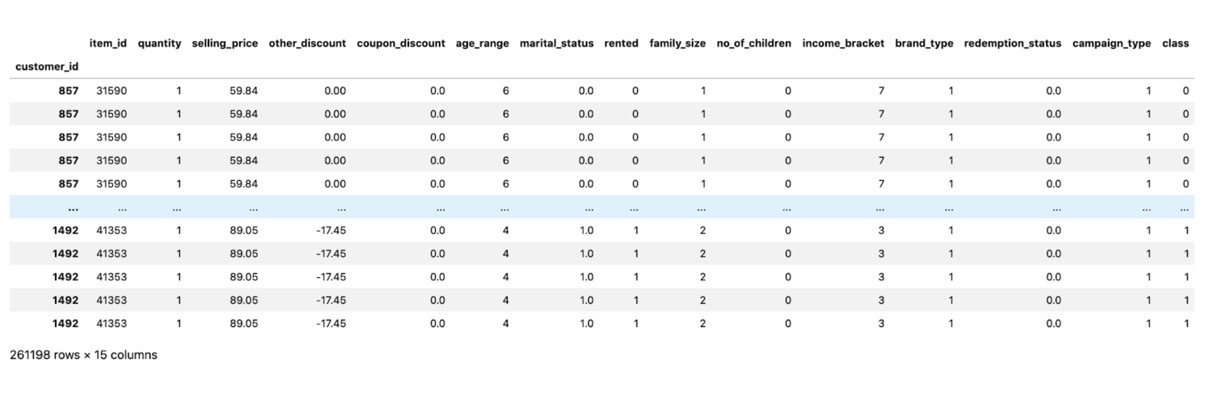 item_id quantity selling_price other_discount coupon_discount age_range marital_status rented family_size no_of_children income_bracket brand_type redemption_status campaign_type class
customer_id
857 31590 1 59.84 0.00 0.0 6 0.0 0 1 0 7 1 0.0 1 0
857 31590 1 59.84 0.00 0.0 6 0.0 0 1 0 7 1 0.0 1 0
857 31590 1 59.84 0.00 0.0 6 0.0 0 1 0 7 1 0.0 1 0
857 31590 1 59.84 0.00 0.0 6 0.0 0 1 0 7 1 0.0 1 0
857 31590 1 59.84 0.00 0.0 6 0.0 0 1 0 7 1 0.0 1 0
... ... ... ... ... ... ... ... ... ... ... ... ... ... ... ...
1492 41353 1 89.05 -17.45 0.0 4 1.0 1 2 0 3 1 0.0 1 1
1492 41353 1 89.05 -17.45 0.0 4 1.0 1 2 0 3 1 0.0 1 1
1492 41353 1 89.05 -17.45 0.0 4 1.0 1 2 0 3 1 0.0 1 1
1492 41353 1 89.05 -17.45 0.0 4 1.0 1 2 0 3 1 0.0 1 1
1492 41353 1 89.05 -17.45 0.0 4 1.0 1 2 0 3 1 0.0 1 1
261198 rows × 15 columns